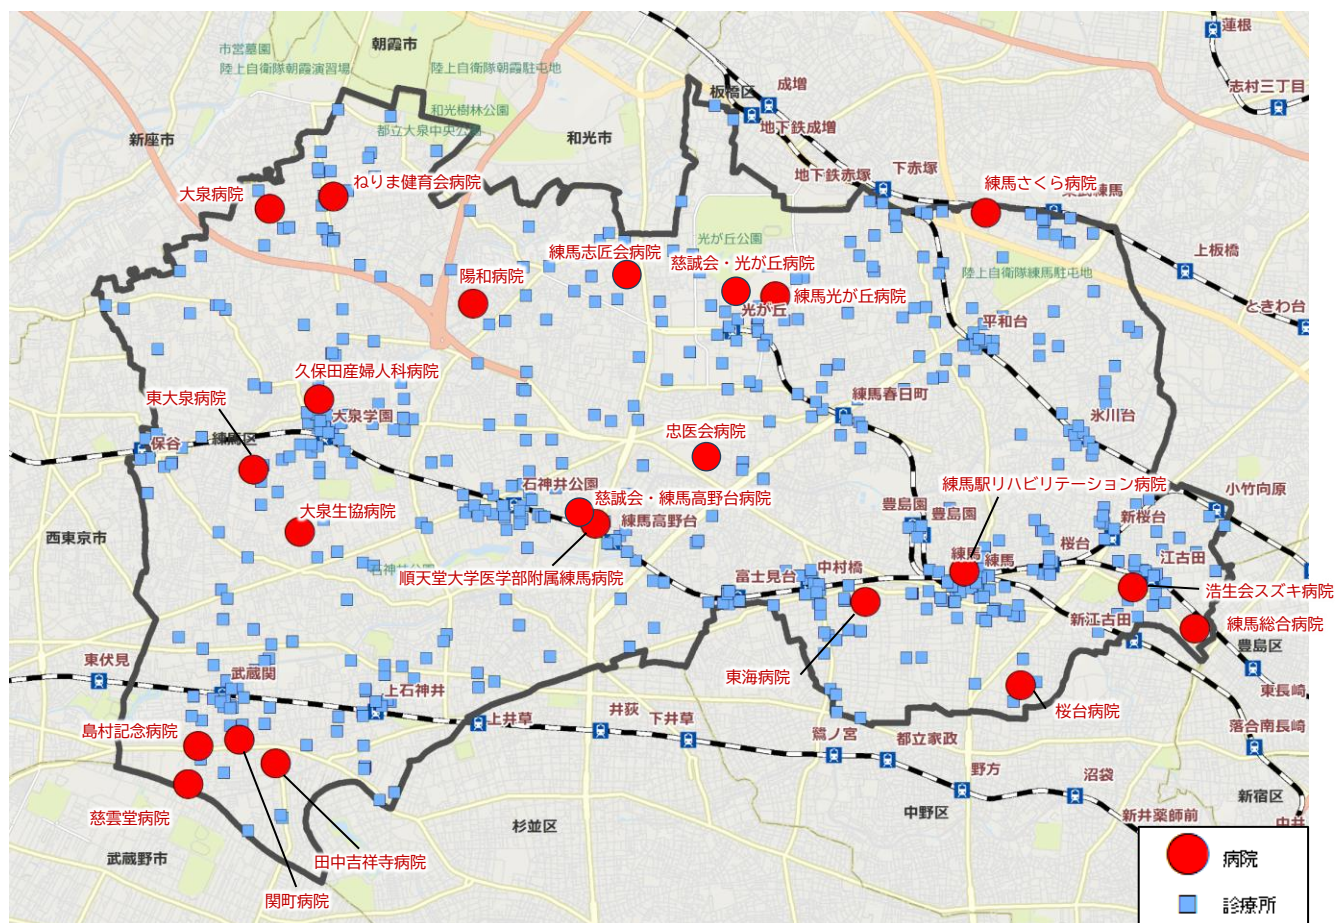 蓮根
朝霞市
市営墓園
陸上自衛隊朝霞演習場
陸上自衛隊朝霞駐屯地
板橋区
成増
志村三丁目
和光樹林公園
都立大泉中央公園
地下鉄成増
新座市
和光市
地下鉄赤塚
下赤塚
大泉病院
ねりま健育会病院
練馬さくら病院
東武練馬
光が丘公園
練馬志匠会病院
慈誠会・光が丘病院
上板橋
陽和病院
陸上自衛隊練馬駐屯地
練馬光が丘病院
光が丘
ときわ台
平和台
久保田産婦人科病院
東大泉病院
大泉学園
練馬春日町
氷川台
保谷
練馬区
忠医会病院
石神井公園
慈誠会・練馬高野台病院
練馬駅リハビリテーション病院
小竹向原
大泉生協病院
練馬高野台
豊島園
豊島園
新桜台
西東京市
桜台
江古田
石神井公園
順天堂大学医学部附属練馬病院
富士見台
中村橋
練馬
練馬
浩生会スズキ病院
新江古田
練馬総合病院
豊島区
東伏見
武蔵関
上石神井
東海病院
東長崎
島村記念病院
上井草
井荻
下井草
鷺ノ宮
都立家政
桜台病院
落合南長崎
野方
沼袋
新宿区
慈雲堂病院
杉並区
中野区
新井薬師前
中井
武蔵野市
田中吉祥寺病院
関町病院
病院
診療所